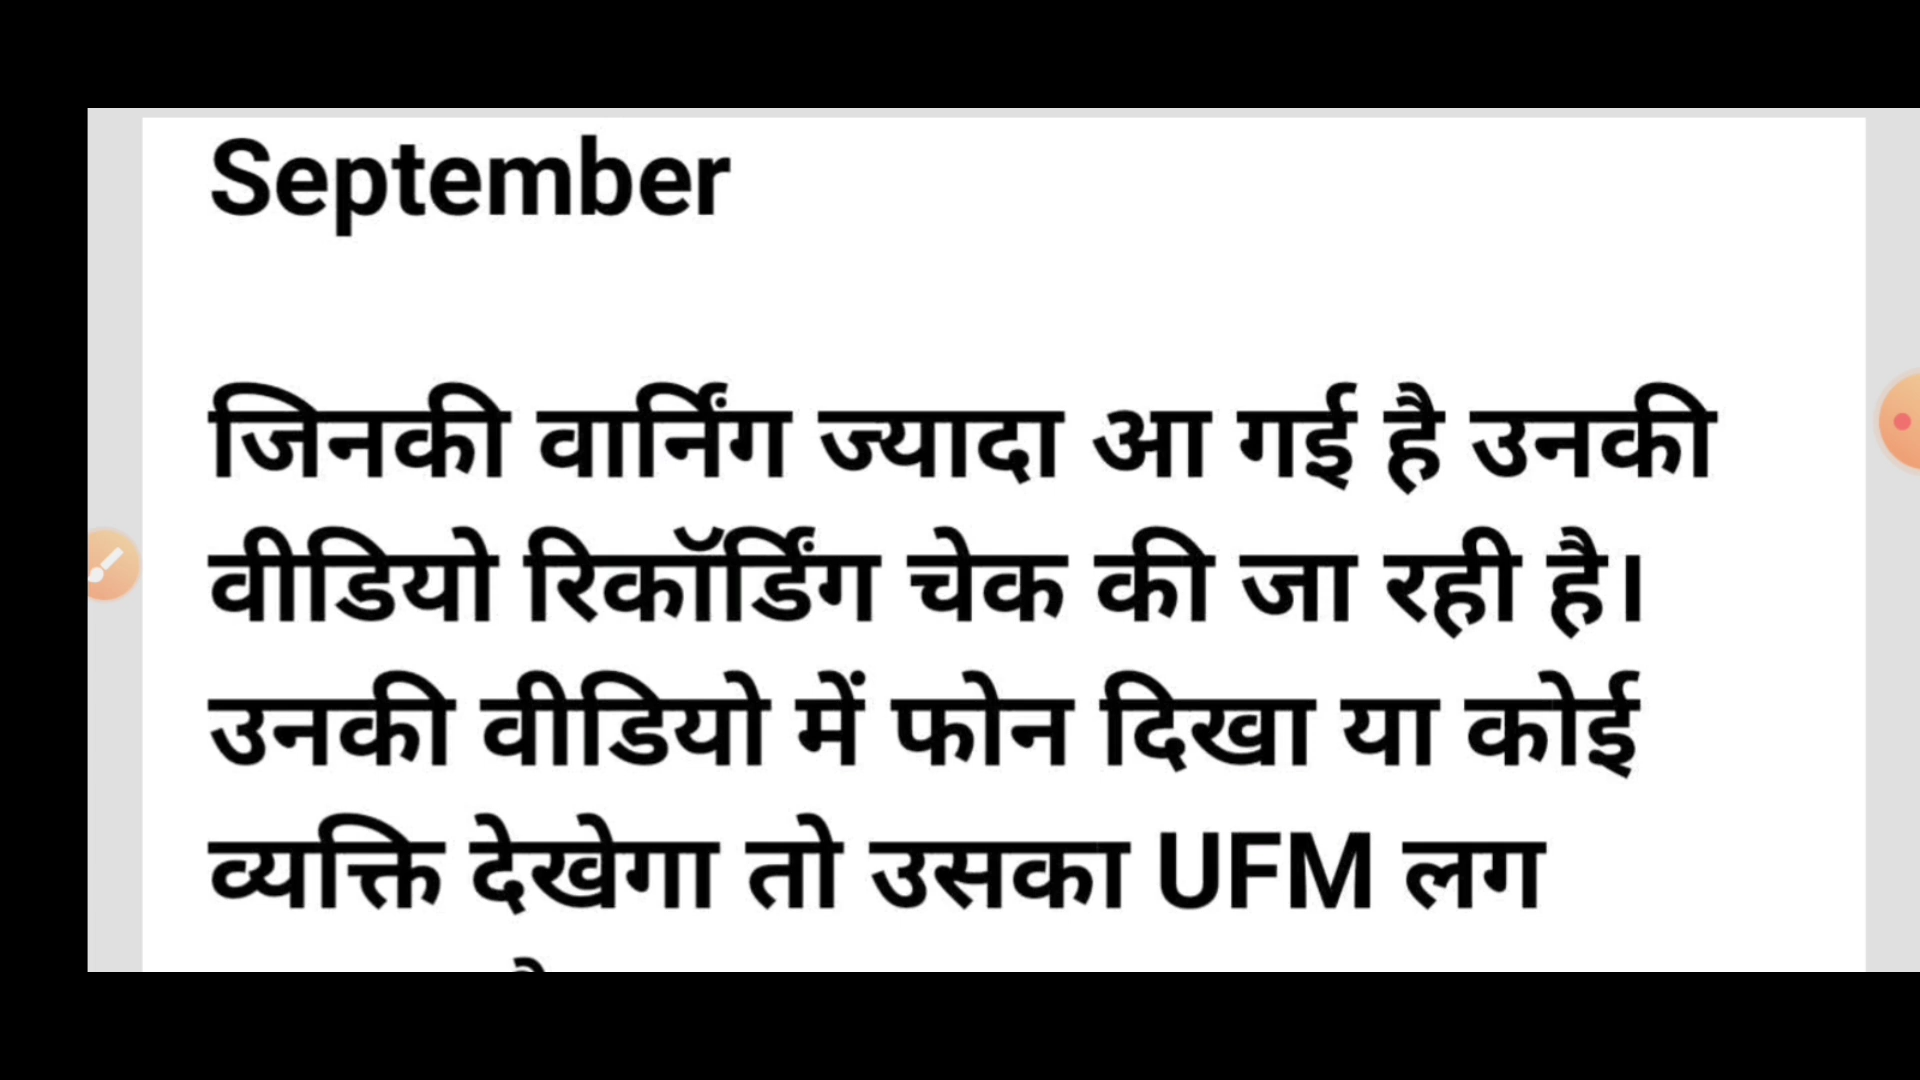 September
जिनकी वार्निंग ज्यादा आ गई है उनकी
वीडियो रिकॉर्डिंग चेक की जा रही है।
उनकी वीडियो में फोन दिखा या कोई
व्यक्ति देखेगा तो उसका UFM लग